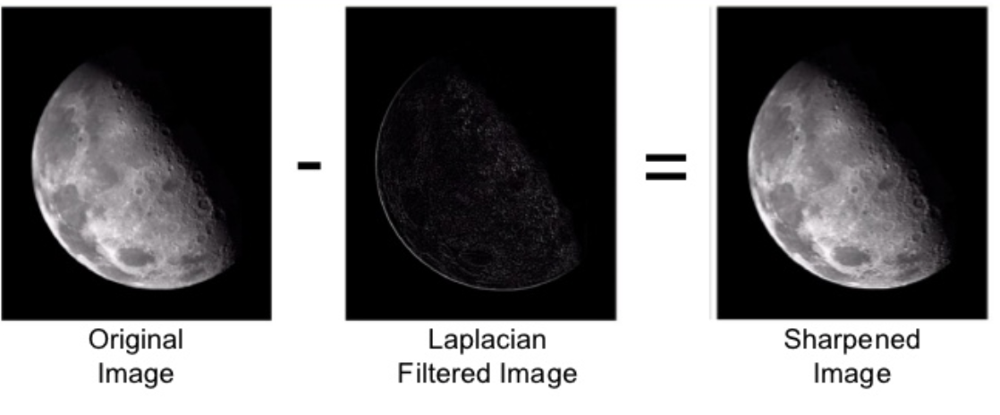 Original
Image
-
Laplacian
Filtered Image
=
Sharpened
Image